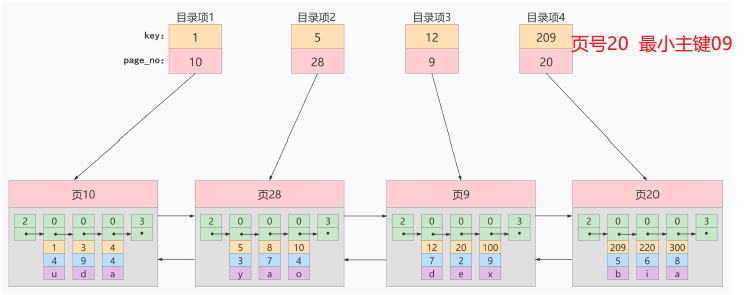 目录项1 目录项2 目录项3 目录项4
key: 1 5 12 209
页号20 最小主键09
page_no: 10 28 9 20
页10 页28 页9 页20
2 0 0 0 3 2 0 0 0 3 2 0 0 0 3 2 0 0 0 3
1 3 4 5 8 10 12 20 100 209 220 300
4 9 4 3 7 4 7 2 9 5 6 8
u d a y a o d e x b i a